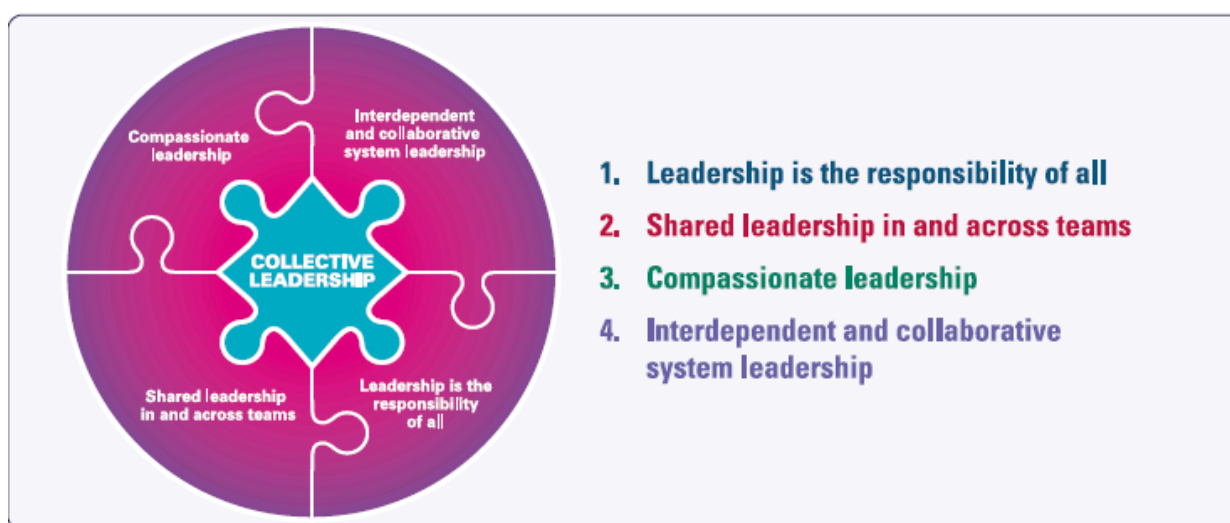 Compassionate
leadership
Interdependent
and collaborative
system leadership
COLLECTIVE
LEADERSHIP
Shared leadership
in and across teams
Leadership is the
responsibility
of all
1. Leadership is the responsibility of all
2. Shared leadership in and across teams
3. Compassionate leadership
4. Interdependent and collaborative
system leadership